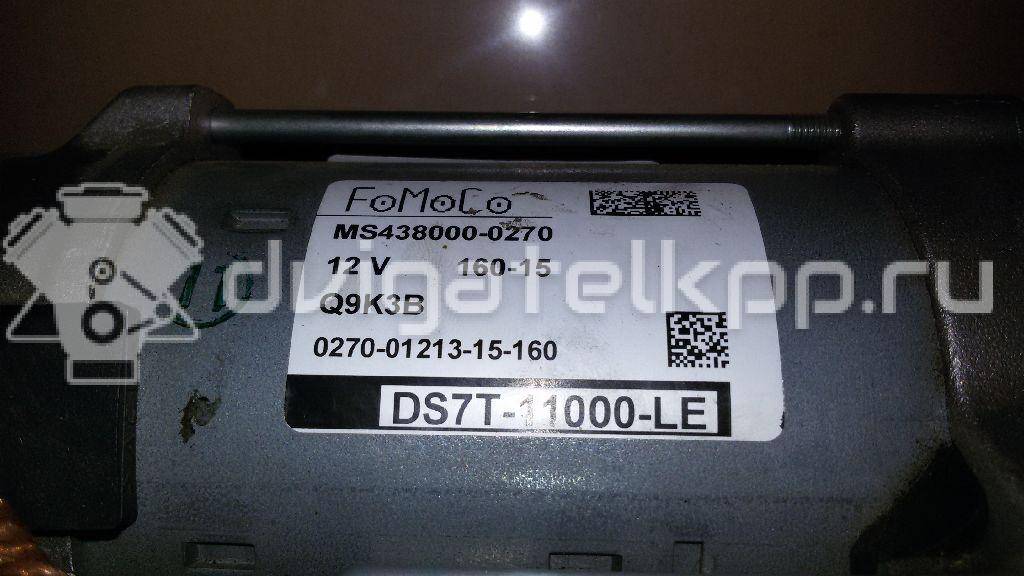 FoMoCo
MS438000-0270
12 V 160-15
Q9K3B
0270-01213-15-160
DS7T-11000-LE
dvigatelkpp.ru